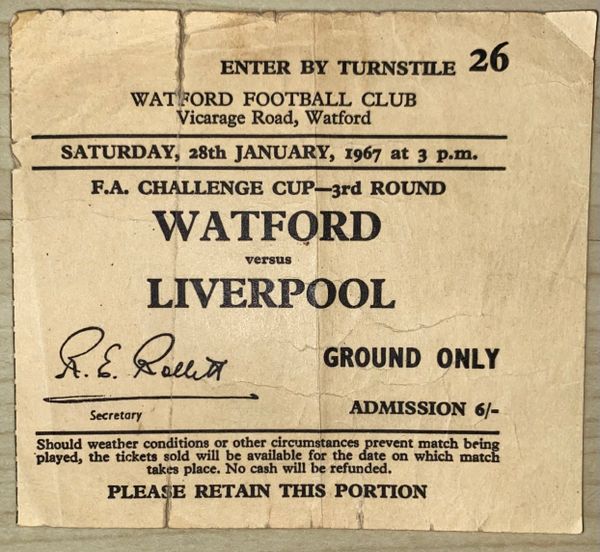 ENTER BY TURNSTILE 26
WATFORD FOOTBALL CLUB
Vicarage Road, Watford
SATURDAY, 28th JANUARY, 1967 at 3 p.m.
F.A. CHALLENGE CUP—3rd ROUND
WATFORD
versus
LIVERPOOL
R. E. Rollett
GROUND ONLY
Secretary
ADMISSION 6/-
Should weather conditions or other circumstances prevent match being
played, the tickets sold will be available for the date on which match
takes place. No cash will be refunded.
PLEASE RETAIN THIS PORTION